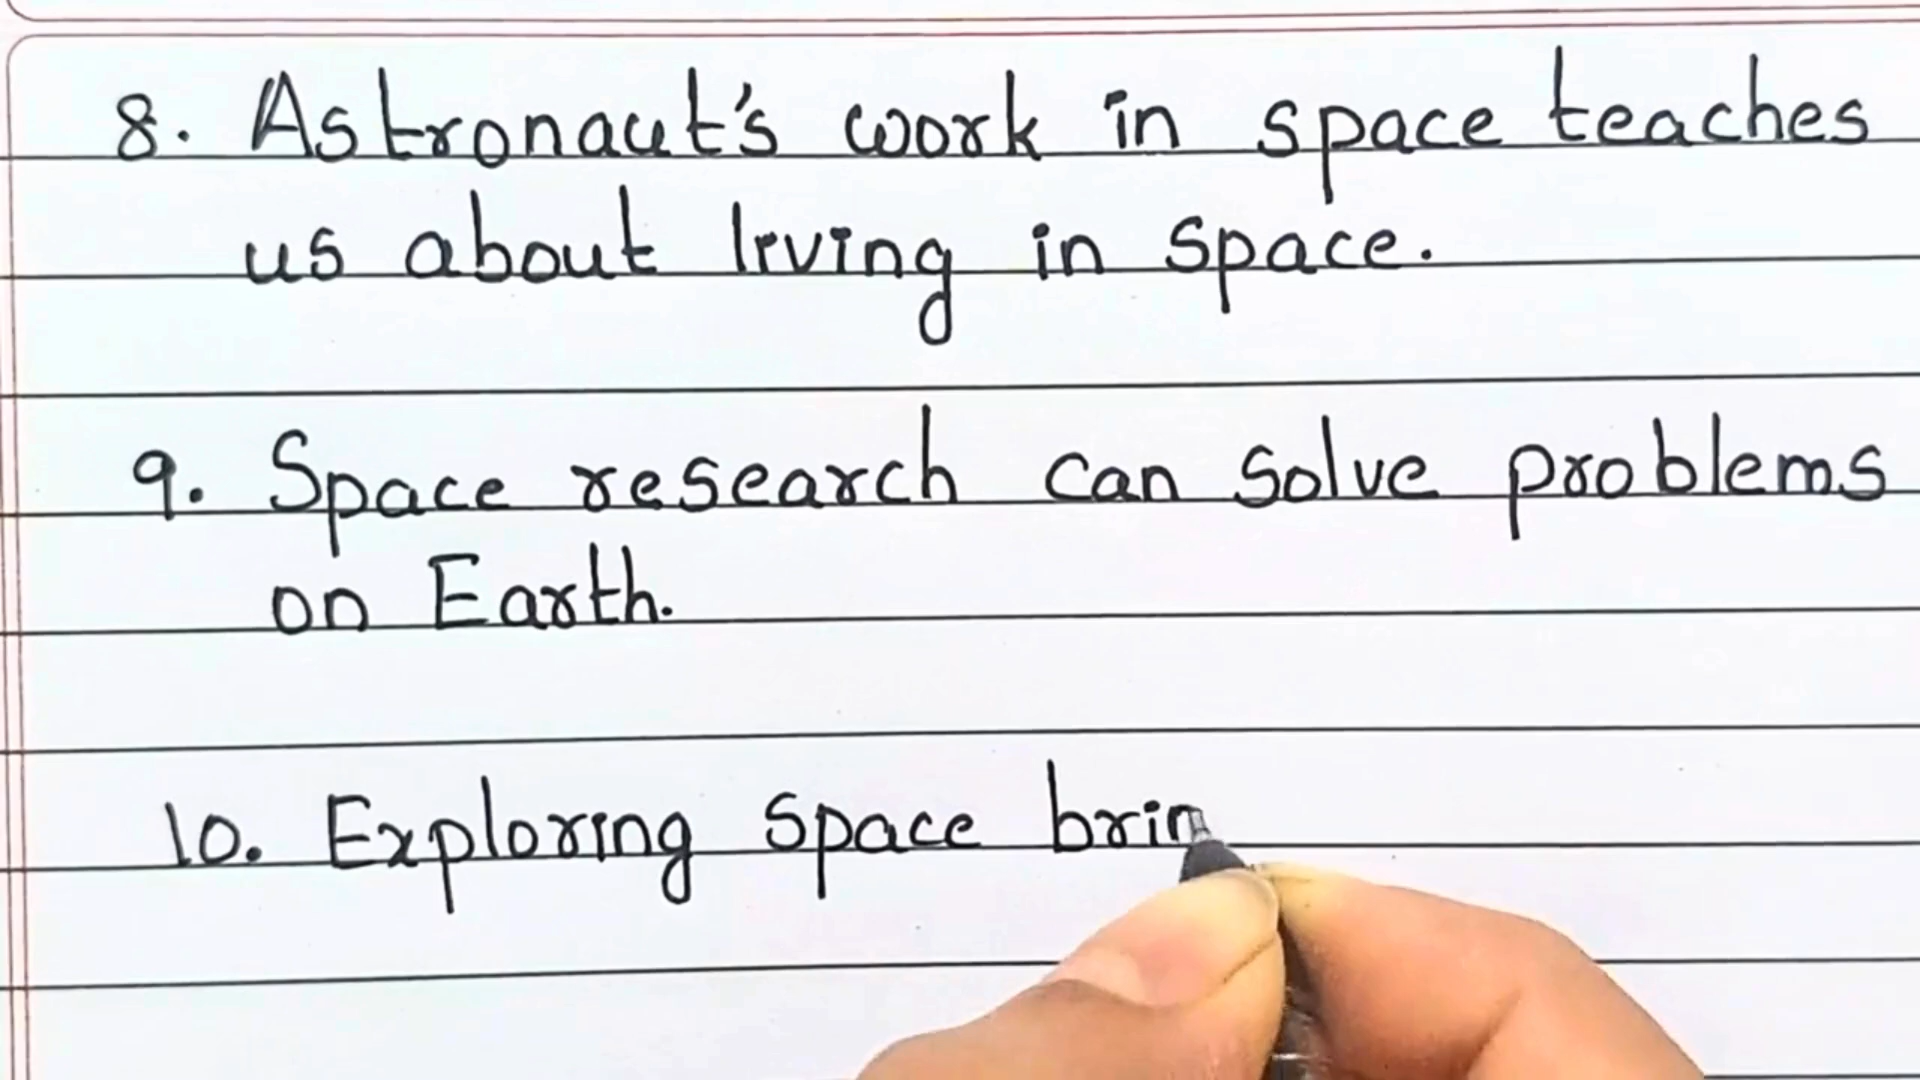 8. Astronaut's work in space teaches
us about living in space.
9. Space research can solve problems
on Earth.
10. Exploring space brin